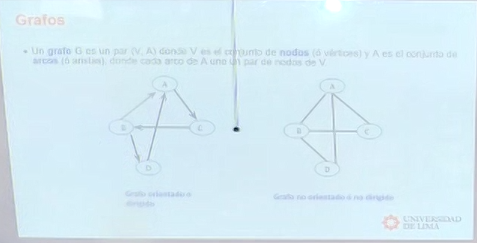 Grafos
• Un grafo G es un par (V, A) donde V es el conjunto de nodos (ó vértices) y A es el conjunto de
arcos (ó aristas), donde cada arco de A une un par de nodos de V.
A
B
C
D
Grafo orientado o
dirigido
A
B
C
D
Grafo no orientado ó no dirigido
UNIVERSIDAD
DE LIMA